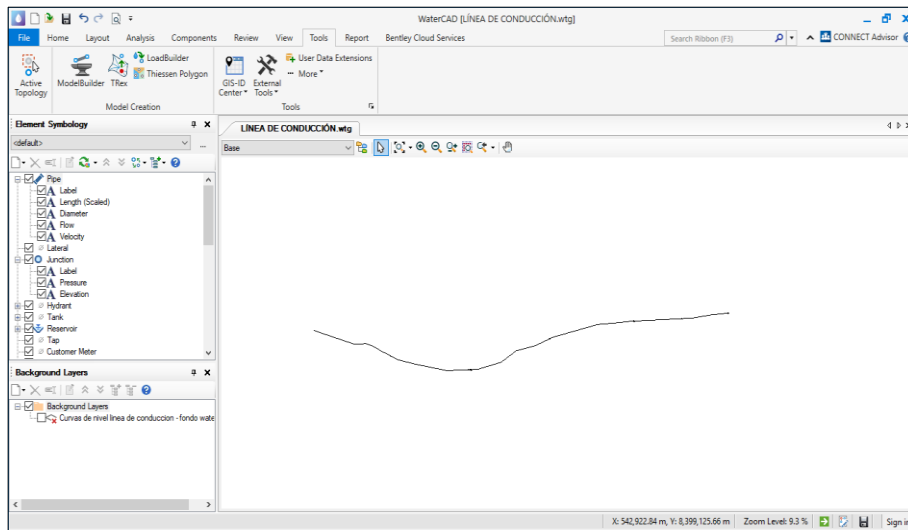 WaterCAD [LÍNEA DE CONDUCCIÓN.wtg]
File Home Layout Analysis Components Review View Tools Report Bentley Cloud Services Search Ribbon (F3) CONNECT Advisor
Active Topology
ModelBuilder
TRex
LoadBuilder
Thiessen Polygon
Model Creation
GIS-ID Center
External Tools
User Data Extensions
More
Tools
Element Symbology
<default>
...
Pipe
Label
Length (Scaled)
Diameter
Flow
Velocity
Lateral
Junction
Label
Pressure
Elevation
Hydrant
Tank
Reservoir
Tap
Customer Meter
Background Layers
Background Layers
Curvas de nivel linea de conduccion - fondo wate
LÍNEA DE CONDUCCIÓN.wtg
Base
X: 542,922.84 m, Y: 8,399,125.66 m Zoom Level: 9.3 % Sign in